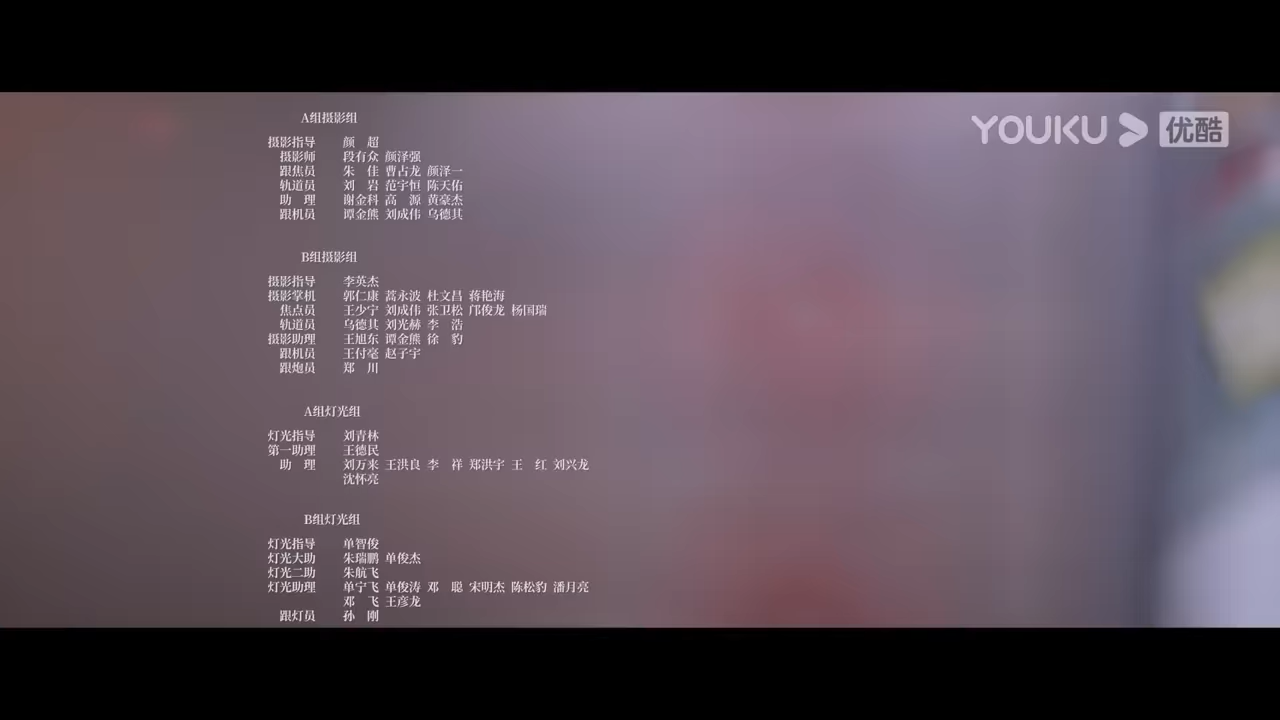 YOUKU 优酷
A组摄影组
摄影指导 颜 超
摄影师 段有众 颜泽强
跟焦员 朱 佳 曹占龙 颜泽一
轨道员 刘 岩 范宇恒 陈天佑
助 理 谢金科 高 源 黄豪杰
跟机员 谭金熊 刘成伟 乌德其
B组摄影组
摄影指导 李英杰
摄影掌机 郭仁康 蒿永波 杜文昌 蒋艳海
焦点员 王少宁 刘成伟 张卫松 邝俊龙 杨国瑞
轨道员 乌德其 刘光赫 李 浩
摄影助理 王旭东 谭金熊 徐 豹
跟机员 王付毫 赵子宇
跟炮员 郑 川
A组灯光组
灯光指导 刘青林
第一助理 王德民
助 理 刘万来 王洪良 李 祥 郑洪宇 王 红 刘兴龙
沈怀亮
B组灯光组
灯光指导 单智俊
灯光大助 朱瑞鹏 单俊杰
灯光二助 朱航飞
灯光助理 单宁飞 单俊涛 邓 聪 宋明杰 陈松豹 潘月亮
邓 飞 王彦龙
跟灯员 孙 刚